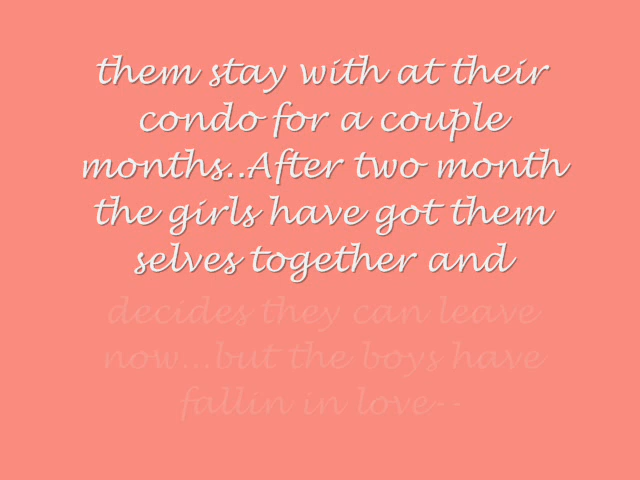 them stay with at their
condo for a couple
months..After two month
the girls have got them
selves together and
decides they can leave
now...but the boys have
fallin in love--